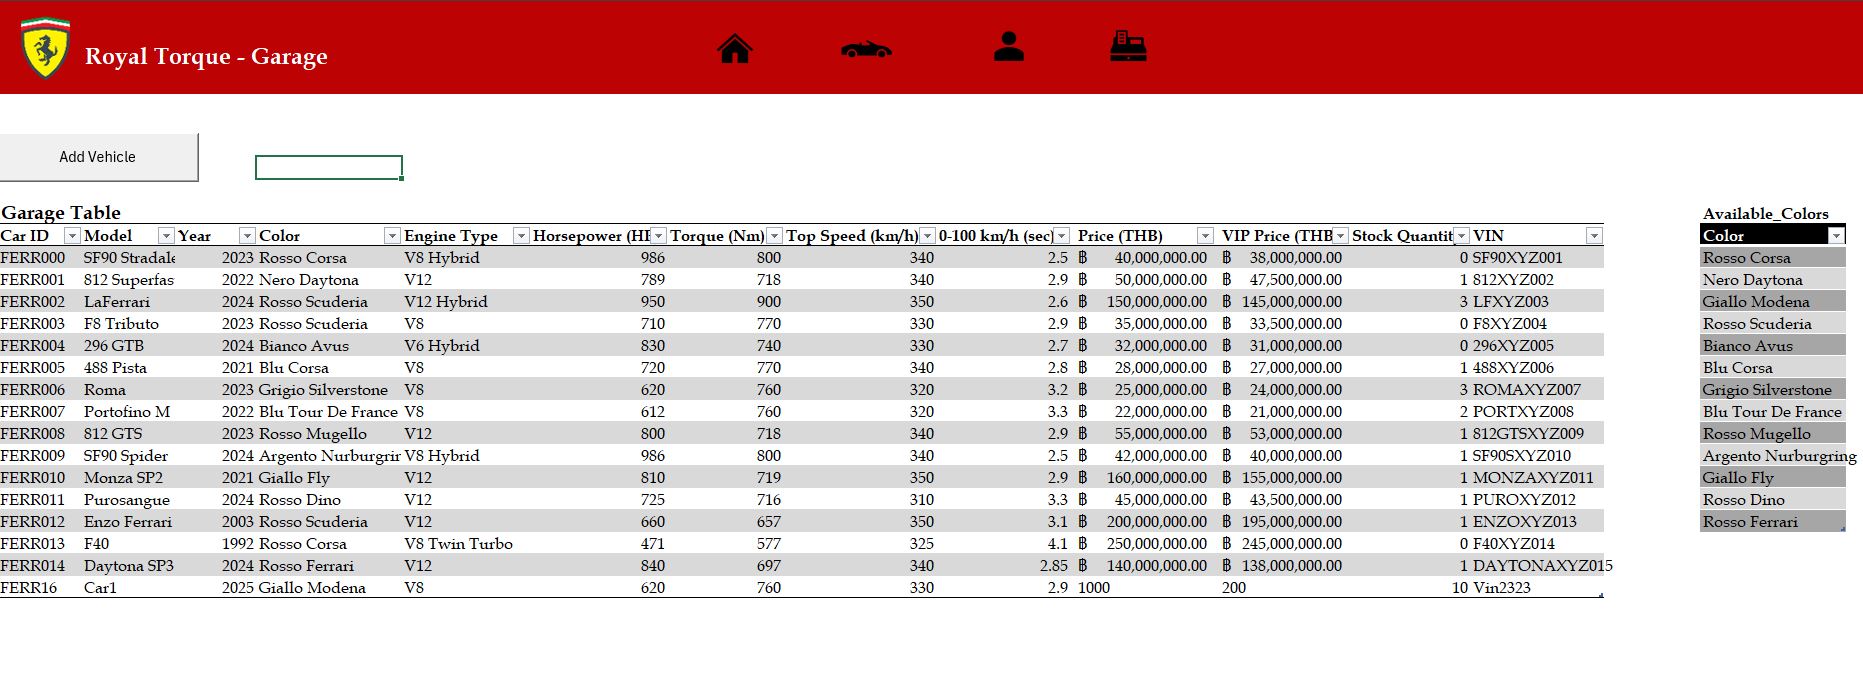 Royal Torque - Garage
Add Vehicle
Garage Table
Available_Colors
Car ID Model Year Color Engine Type Horsepower (HP Torque (Nm) Top Speed (km/h) 0-100 km/h (sec) Price (THB) VIP Price (THB Stock Quantit VIN
Color
FERR000 SF90 Stradale 2023 Rosso Corsa V8 Hybrid 986 800 340 2.5 ฿ 40,000,000.00 ฿ 38,000,000.00 0 SF90XYZ001
Rosso Corsa
FERR001 812 Superfas 2022 Nero Daytona V12 789 718 340 2.9 ฿ 50,000,000.00 ฿ 47,500,000.00 1 812XYZ002
Nero Daytona
FERR002 LaFerrari 2024 Rosso Scuderia V12 Hybrid 950 900 350 2.6 ฿ 150,000,000.00 ฿ 145,000,000.00 3 LFXYZ003
Giallo Modena
FERR003 F8 Tributo 2023 Rosso Scuderia V8 710 770 330 2.9 ฿ 35,000,000.00 ฿ 33,500,000.00 0 F8XYZ004
Rosso Scuderia
FERR004 296 GTB 2024 Bianco Avus V6 Hybrid 830 740 330 2.7 ฿ 32,000,000.00 ฿ 31,000,000.00 0 296XYZ005
Bianco Avus
FERR005 488 Pista 2021 Blu Corsa V8 720 770 340 2.8 ฿ 28,000,000.00 ฿ 27,000,000.00 1 488XYZ006
Blu Corsa
FERR006 Roma 2023 Grigio Silverstone V8 620 760 320 3.2 ฿ 25,000,000.00 ฿ 24,000,000.00 3 ROMAXYZ007
Grigio Silverstone
FERR007 Portofino M 2022 Blu Tour De France V8 612 760 320 3.3 ฿ 22,000,000.00 ฿ 21,000,000.00 2 PORTXYZ008
Blu Tour De France
FERR008 812 GTS 2023 Rosso Mugello V12 800 718 340 2.9 ฿ 55,000,000.00 ฿ 53,000,000.00 1 812GTSXYZ009
Rosso Mugello
FERR009 SF90 Spider 2024 Argento Nurburgrir V8 Hybrid 986 800 340 2.5 ฿ 42,000,000.00 ฿ 40,000,000.00 1 SF90SXYZ010
Argento Nurburgring
FERR010 Monza SP2 2021 Giallo Fly V12 810 719 350 2.9 ฿ 160,000,000.00 ฿ 155,000,000.00 1 MONZAXYZ011
Giallo Fly
FERR011 Purosangue 2024 Rosso Dino V12 725 716 310 3.3 ฿ 45,000,000.00 ฿ 43,500,000.00 1 PUROXYZ012
Rosso Dino
FERR012 Enzo Ferrari 2003 Rosso Scuderia V12 660 657 350 3.1 ฿ 200,000,000.00 ฿ 195,000,000.00 1 ENZOXYZ013
Rosso Ferrari
FERR013 F40 1992 Rosso Corsa V8 Twin Turbo 471 577 325 4.1 ฿ 250,000,000.00 ฿ 245,000,000.00 0 F40XYZ014
FERR014 Daytona SP3 2024 Rosso Ferrari V12 840 697 340 2.85 ฿ 140,000,000.00 ฿ 138,000,000.00 1 DAYTONAXYZ015
FERR16 Car1 2025 Giallo Modena V8 620 760 330 2.9 1000 200 10 Vin2323